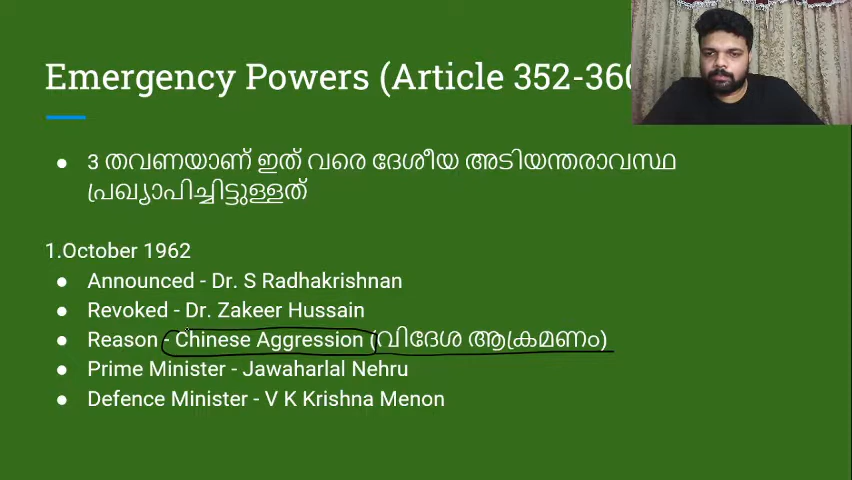 Emergency Powers (Article 352-360
● 3 തവണയാണ് ഇത് വരെ ദേശീയ അടിയന്തരാവസ്ഥ
പ്രഖ്യാപിച്ചിട്ടുള്ളത്
1.October 1962
● Announced - Dr. S Radhakrishnan
● Revoked - Dr. Zakeer Hussain
● Reason - Chinese Aggression (വിദേശ ആക്രമണം)
● Prime Minister - Jawaharlal Nehru
● Defence Minister - V K Krishna Menon